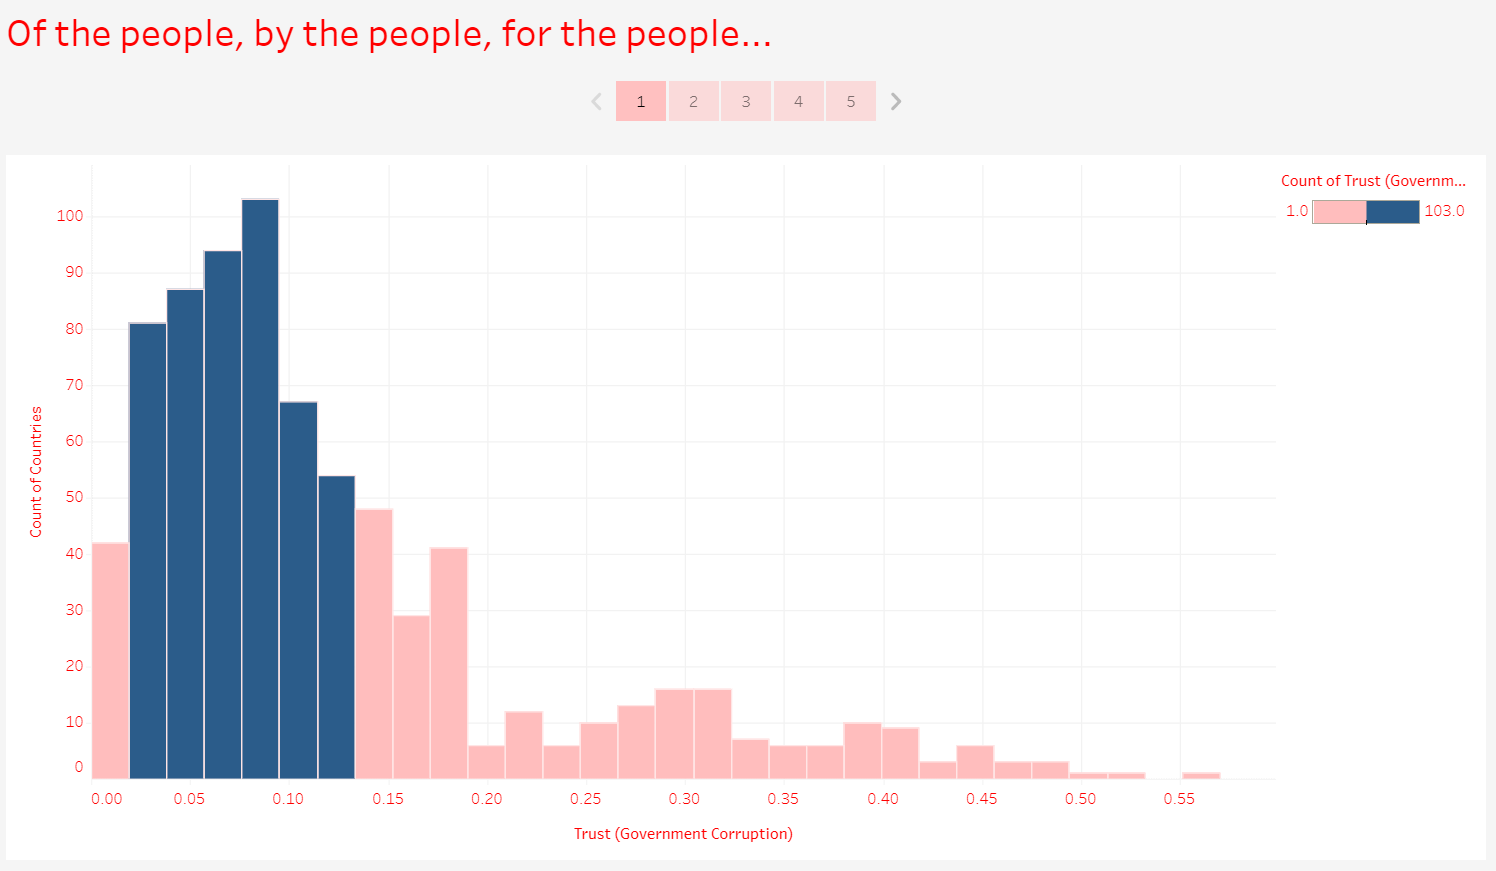 Of the people, by the people, for the people...
1 2 3 4 5
Count of Trust (Governm...
1.0 103.0
Count of Countries
100
90
80
70
60
50
40
30
20
10
0
0.00 0.05 0.10 0.15 0.20 0.25 0.30 0.35 0.40 0.45 0.50 0.55
Trust (Government Corruption)